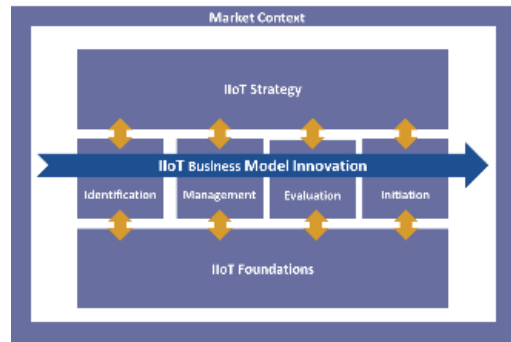 Market Context
IIoT Strategy
IIoT Business Model Innovation
Identification
Management
Evaluation
Initiation
IIoT Foundations